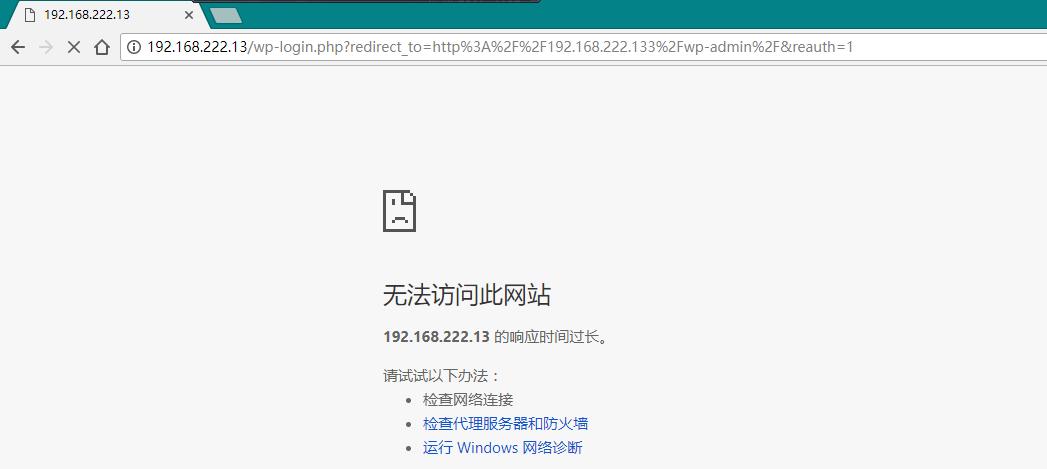 192.168.222.13
192.168.222.13/wp-login.php?redirect_to=http%3A%2F%2F192.168.222.133%2Fwp-admin%2F&reauth=1
无法访问此网站
192.168.222.13 的响应时间过长。
请试试以下办法：
检查网络连接
检查代理服务器和防火墙
运行 Windows 网络诊断